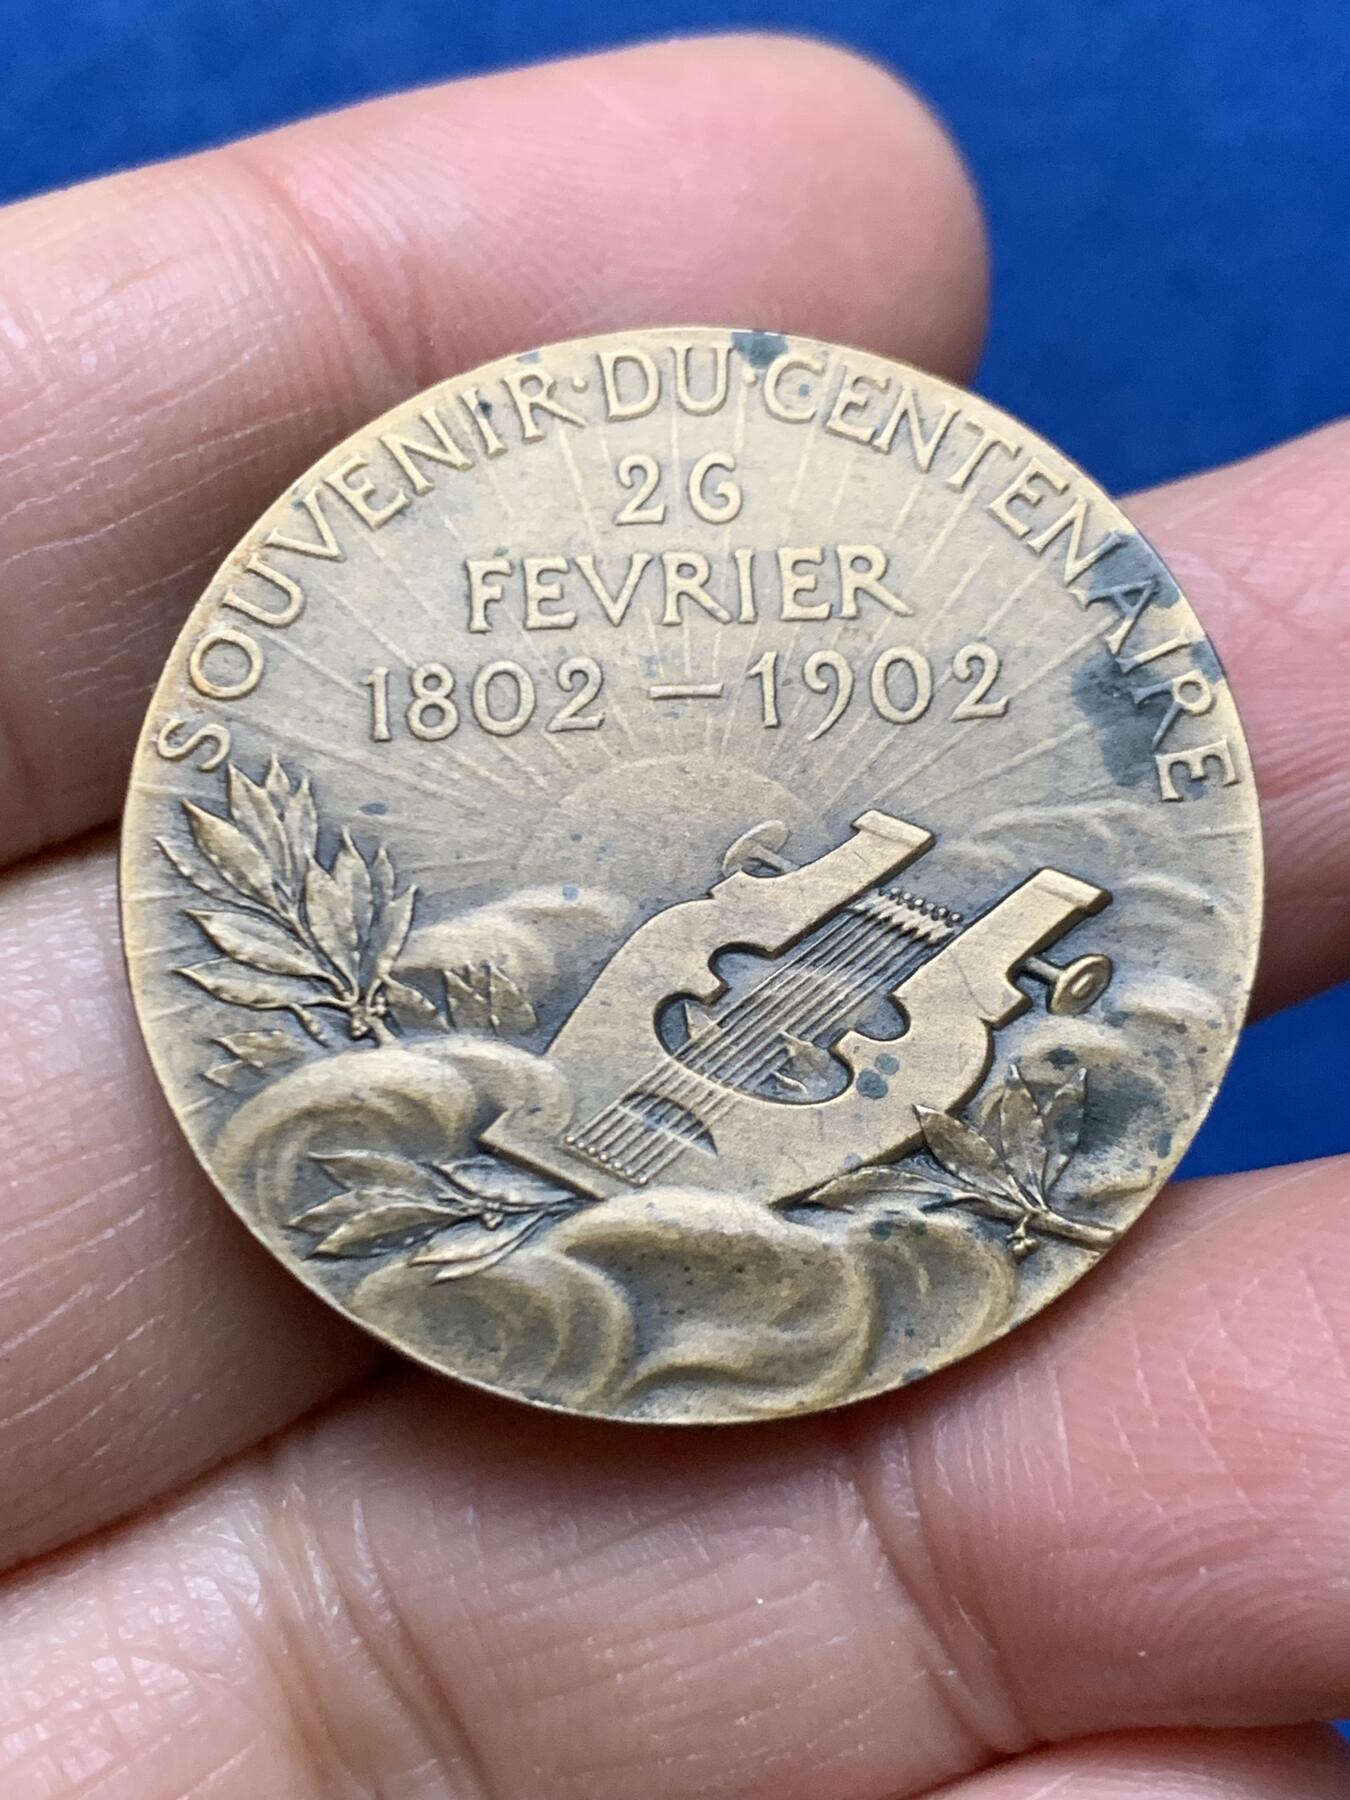 SOUVENIR·DU·CENTENAIRE
26
FEVRIER
1802 – 1902